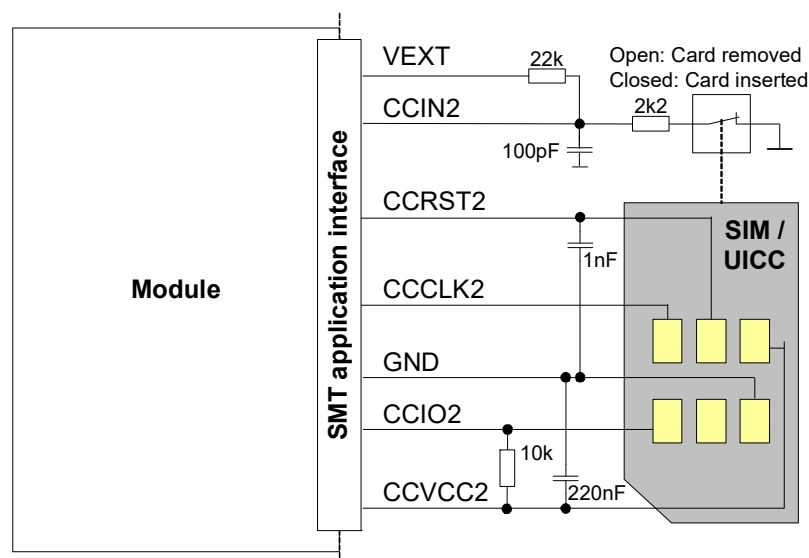 VEXT
22k
Open: Card removed
Closed: Card inserted
CCIN2
2k2
100pF
CCRST2
SIM /
UICC
1nF
Module
SMT application interface
CCCLK2
GND
CCIO2
10k
220nF
CCVCC2